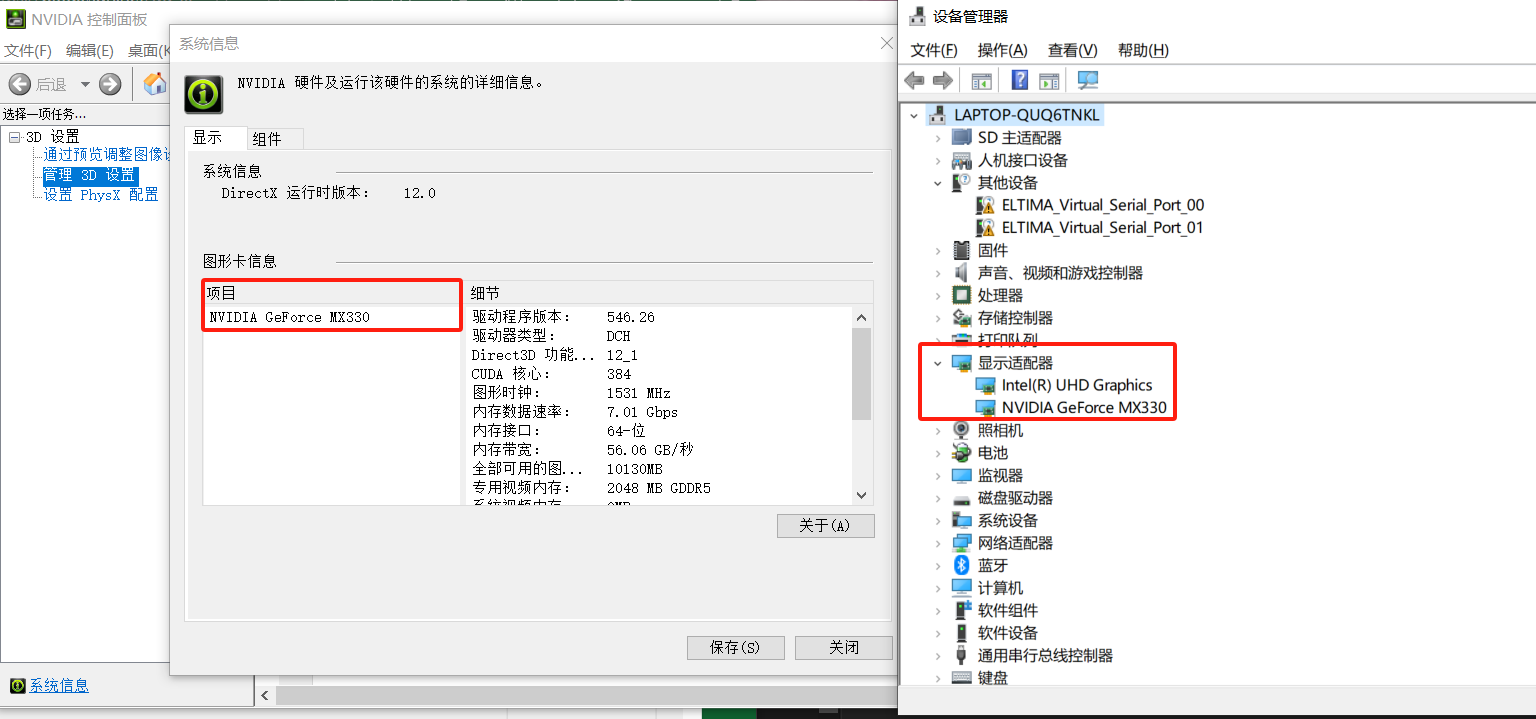 NVIDIA 控制面板
文件(F) 编辑(E) 桌面(K
后退
选择一项任务...
3D 设置
通过预览调整图像设
管理 3D 设置
设置 PhysX 配置
系统信息
系统信息
NVIDIA 硬件及运行该硬件的系统的详细信息。
显示 组件
系统信息
DirectX 运行时版本： 12.0
图形卡信息
项目 细节
NVIDIA GeForce MX330
驱动程序版本： 546.26
驱动器类型： DCH
Direct3D 功能... 12_1
CUDA 核心： 384
图形时钟： 1531 MHz
内存数据速率： 7.01 Gbps
内存接口： 64-位
内存带宽： 56.06 GB/秒
全部可用的图... 10130MB
专用视频内存： 2048 MB GDDR5
系统视频内存 0MB
关于(A)
保存(S) 关闭
设备管理器
文件(F) 操作(A) 查看(V) 帮助(H)
LAPTOP-QUQ6TNKL
SD 主适配器
人机接口设备
其他设备
ELTIMA_Virtual_Serial_Port_00
ELTIMA_Virtual_Serial_Port_01
固件
声音、视频和游戏控制器
处理器
存储控制器
打印队列
显示适配器
Intel(R) UHD Graphics
NVIDIA GeForce MX330
照相机
电池
监视器
磁盘驱动器
系统设备
网络适配器
蓝牙
计算机
软件组件
软件设备
通用串行总线控制器
键盘